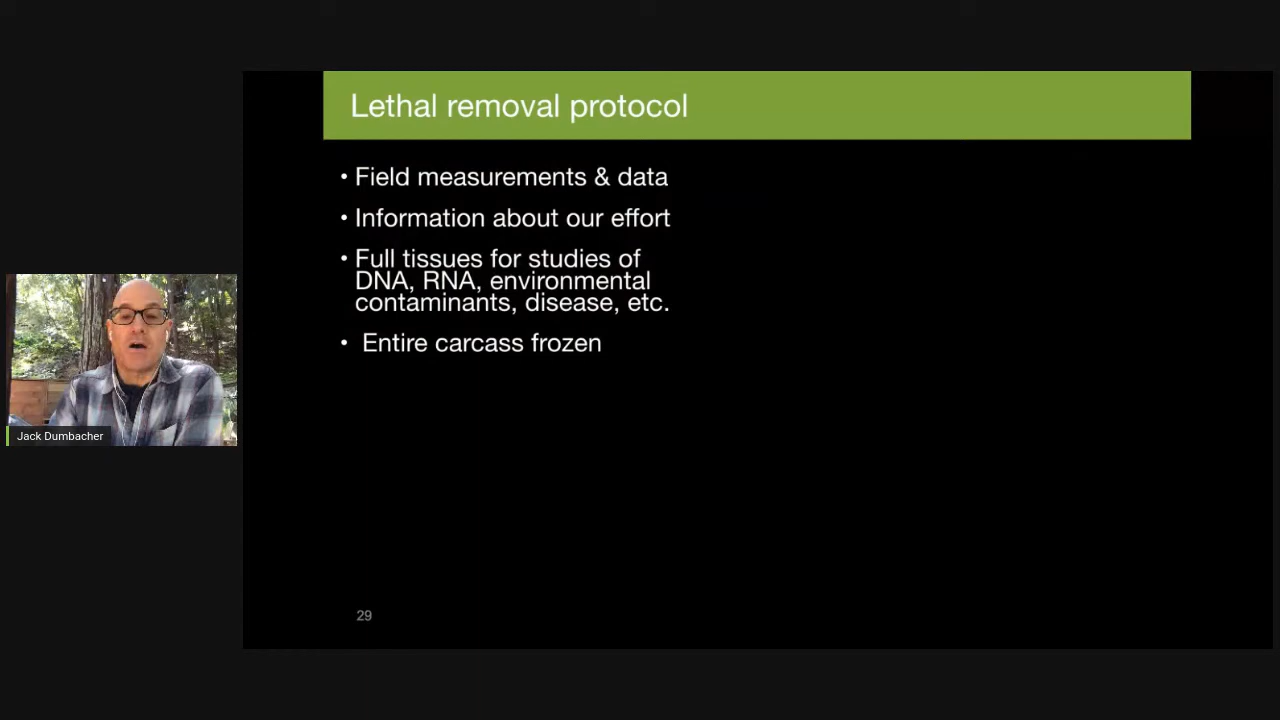 Lethal removal protocol
• Field measurements & data
• Information about our effort
• Full tissues for studies of
DNA, RNA, environmental
contaminants, disease, etc.
• Entire carcass frozen
Jack Dumbacher
29